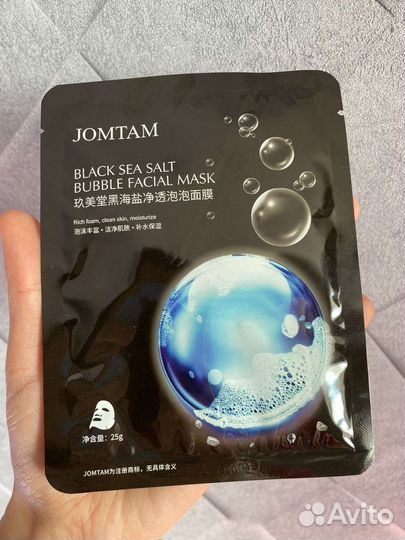 JOMTAM
BLACK SEA SALT
BUBBLE FACIAL MASK
玖美堂黑海盐净透泡泡面膜
Rich foam, clean skin, moisturize
泡沫丰富•洁净肌肤•补水保湿
净含量：25g
JOMTAM为注册商标，无具体含义
Avito